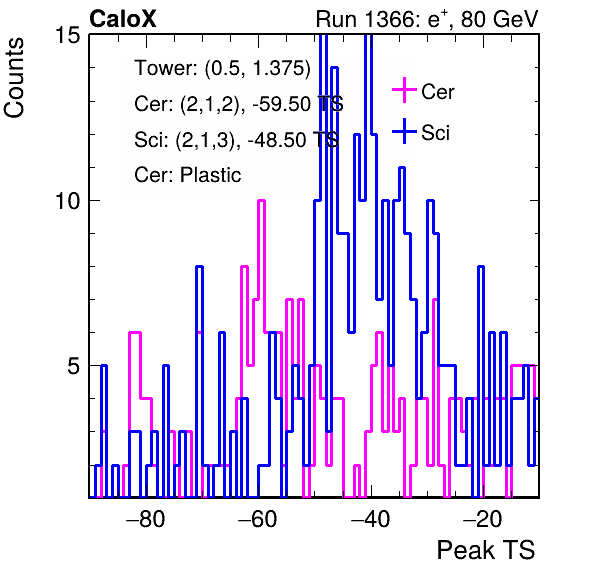 CaloX Run 1366: e⁺, 80 GeV
Counts
15
Tower: (0.5, 1.375)
Cer: (2,1,2), -59.50 TS
Sci: (2,1,3), -48.50 TS
Cer: Plastic
Cer
Sci
10
5
−80 −60 −40 −20
Peak TS